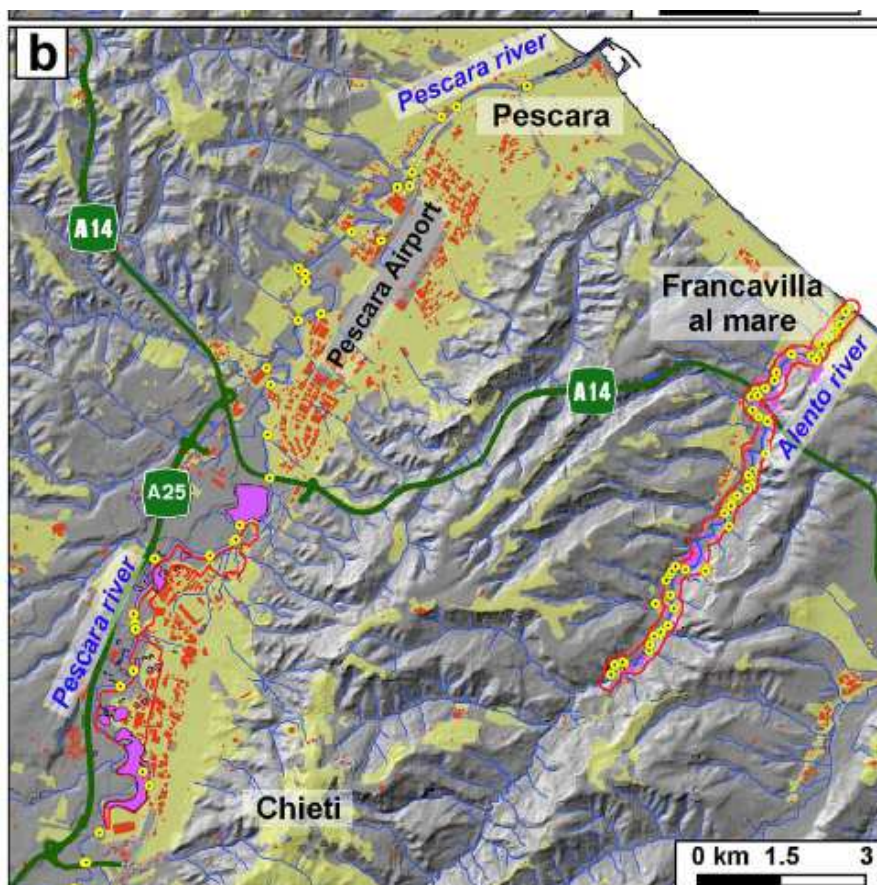 b
Pescara river
Pescara
A14
Pescara Airport
Francavilla
al mare
A14
Alento river
A25
Pescara river
Chieti
0 km 1.5 3